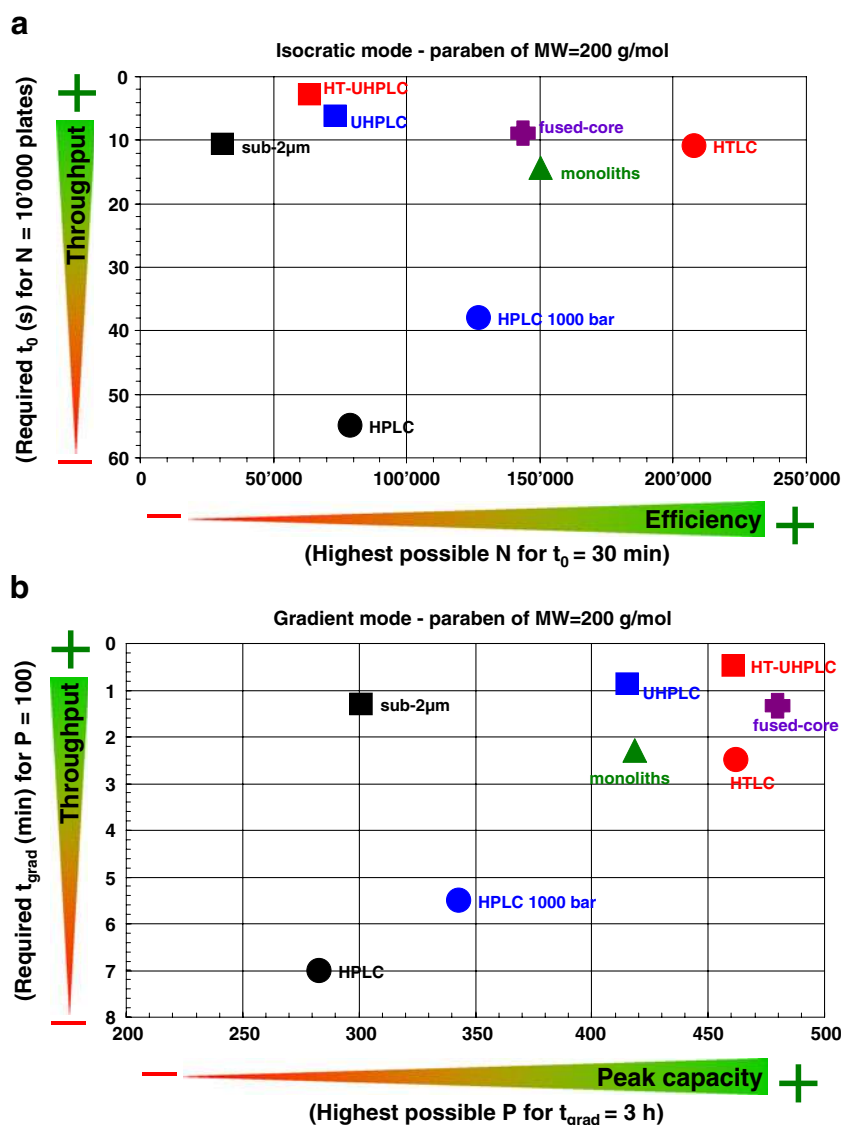 a
Isocratic mode - paraben of MW=200 g/mol
(Required t0 (s) for N = 10'000 plates)
Throughput
0
10
20
30
40
50
60
HT-UHPLC
UHPLC
sub-2µm
fused-core
HTLC
monoliths
HPLC 1000 bar
HPLC
0
50'000
100'000
150'000
200'000
250'000
Efficiency
(Highest possible N for t0 = 30 min)
b
Gradient mode - paraben of MW=200 g/mol
(Required tgrad (min) for P = 100)
Throughput
0
1
2
3
4
5
6
7
8
HT-UHPLC
UHPLC
sub-2µm
fused-core
monoliths
HTLC
HPLC 1000 bar
HPLC
200
250
300
350
400
450
500
Peak capacity
(Highest possible P for tgrad = 3 h)